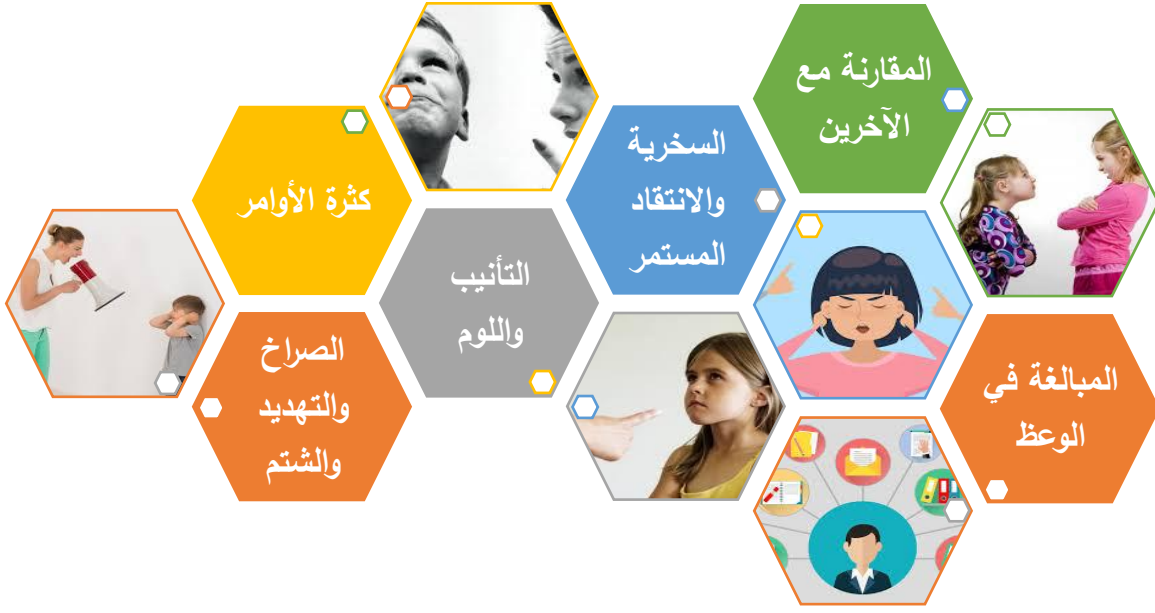 المقارنة مع
الآخرين
السخرية
والانتقاد
المستمر
كثرة الأوامر
التأنيب
واللوم
الصراخ
والتهديد
والشتم
المبالغة في
الوعظ